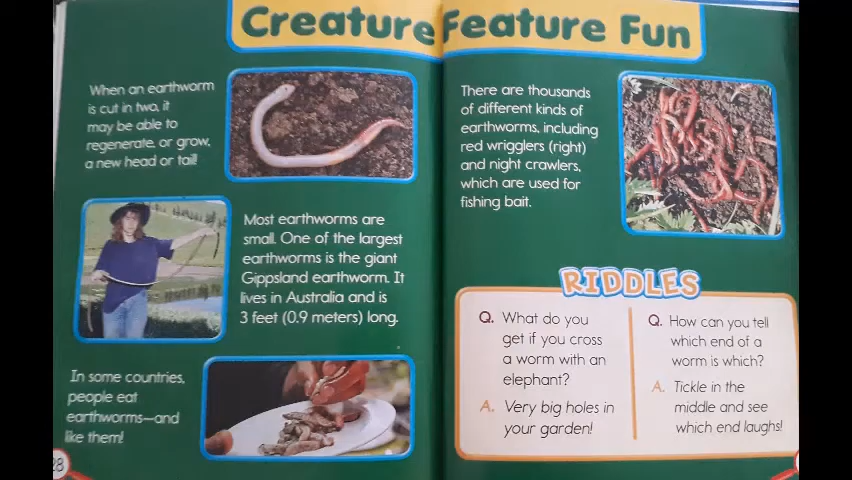 Creature Feature Fun
When an earthworm
is cut in two, it
may be able to
regenerate, or grow,
a new head or tail!
Most earthworms are
small. One of the largest
earthworms is the giant
Gippsland earthworm. It
lives in Australia and is
3 feet (0.9 meters) long.
In some countries,
people eat
earthworms—and
like them!
28
There are thousands
of different kinds of
earthworms, including
red wrigglers (right)
and night crawlers,
which are used for
fishing bait.
RIDDLES
Q. What do you
get if you cross
a worm with an
elephant?
A. Very big holes in
your garden!
Q. How can you tell
which end of a
worm is which?
A. Tickle in the
middle and see
which end laughs!